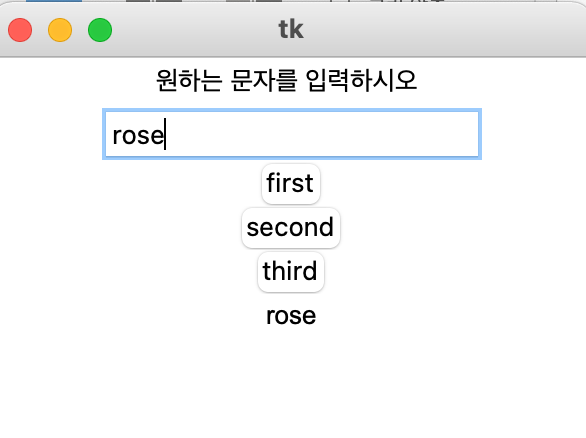 tk
원하는 문자를 입력하시오
rose
first
second
third
rose